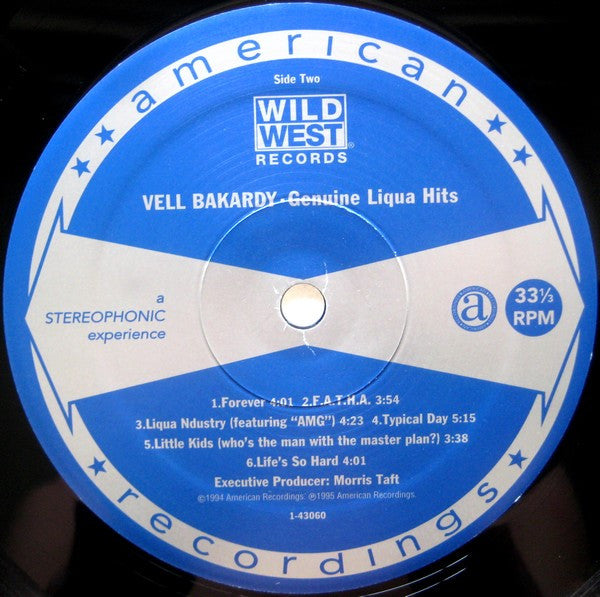 american
Side Two
WILD
WEST®
RECORDS
VELL BAKARDY · Genuine Liqua Hits
a
STEREOPHONIC
experience
a
33⅓
RPM
1.Forever 4:01 2.F.A.T.H.A. 3:54
3.Liqua Ndustry (featuring “AMG”) 4:23 4.Typical Day 5:15
5.Little Kids (who's the man with the master plan?) 3:38
6.Life's So Hard 4:01
Executive Producer: Morris Taft
©1994 American Recordings. ℗1995 American Recordings.
1-43060
recordings